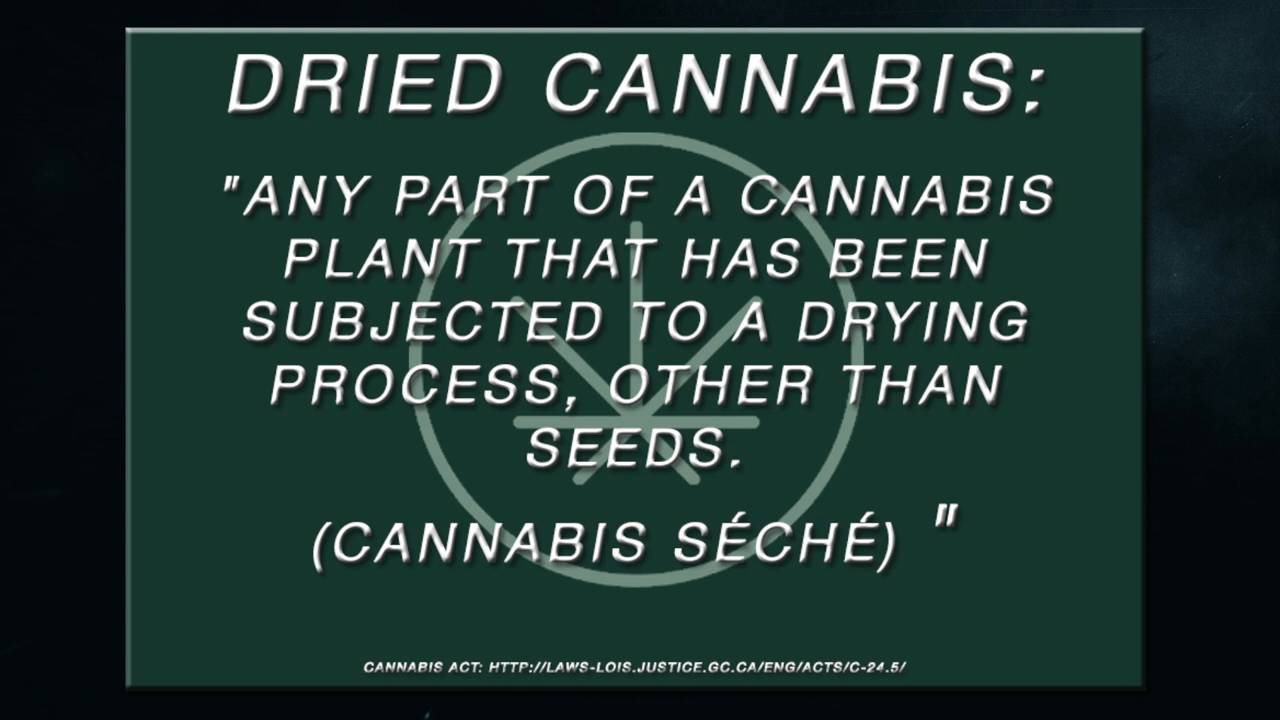 DRIED CANNABIS:
"ANY PART OF A CANNABIS
PLANT THAT HAS BEEN
SUBJECTED TO A DRYING
PROCESS, OTHER THAN
SEEDS.
(CANNABIS SÉCHÉ) "
CANNABIS ACT: HTTP://LAWS-LOIS.JUSTICE.GC.CA/ENG/ACTS/C-24.5/